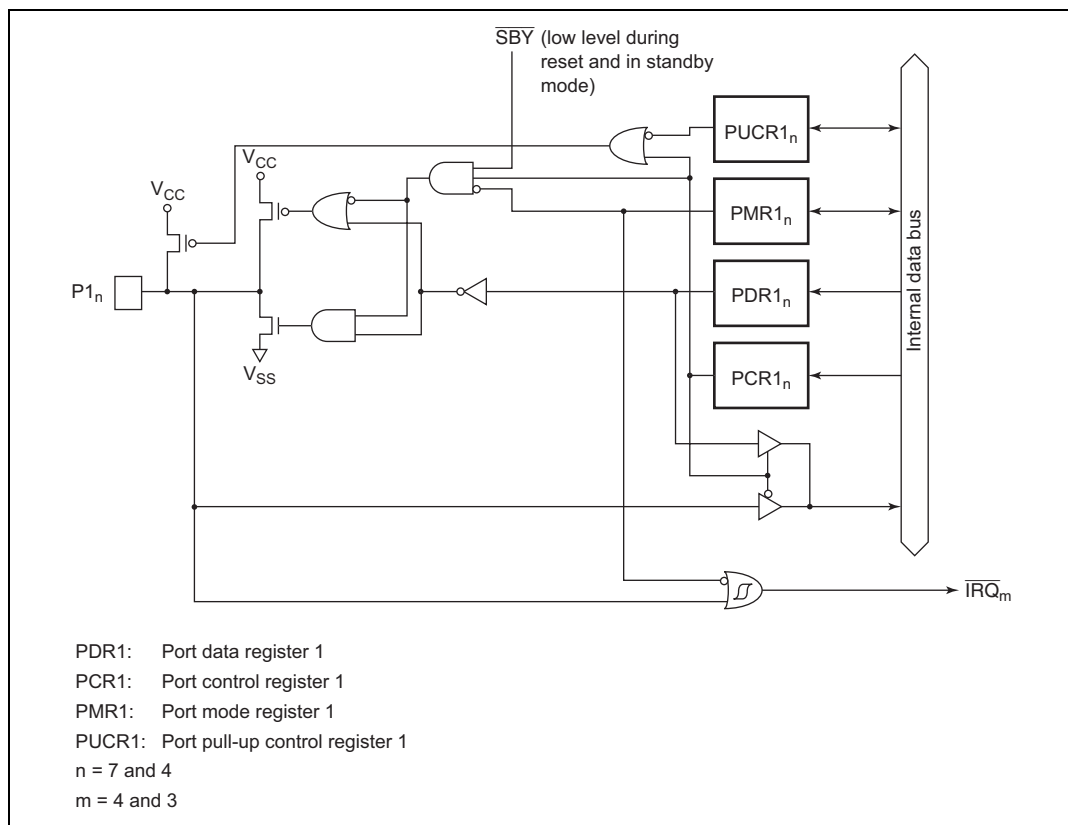 SBY (low level during
reset and in standby
mode)
PUCR1n
VCC
VCC
PMR1n
P1n
PDR1n
Internal data bus
VSS
PCR1n
IRQm
PDR1: Port data register 1
PCR1: Port control register 1
PMR1: Port mode register 1
PUCR1: Port pull-up control register 1
n = 7 and 4
m = 4 and 3